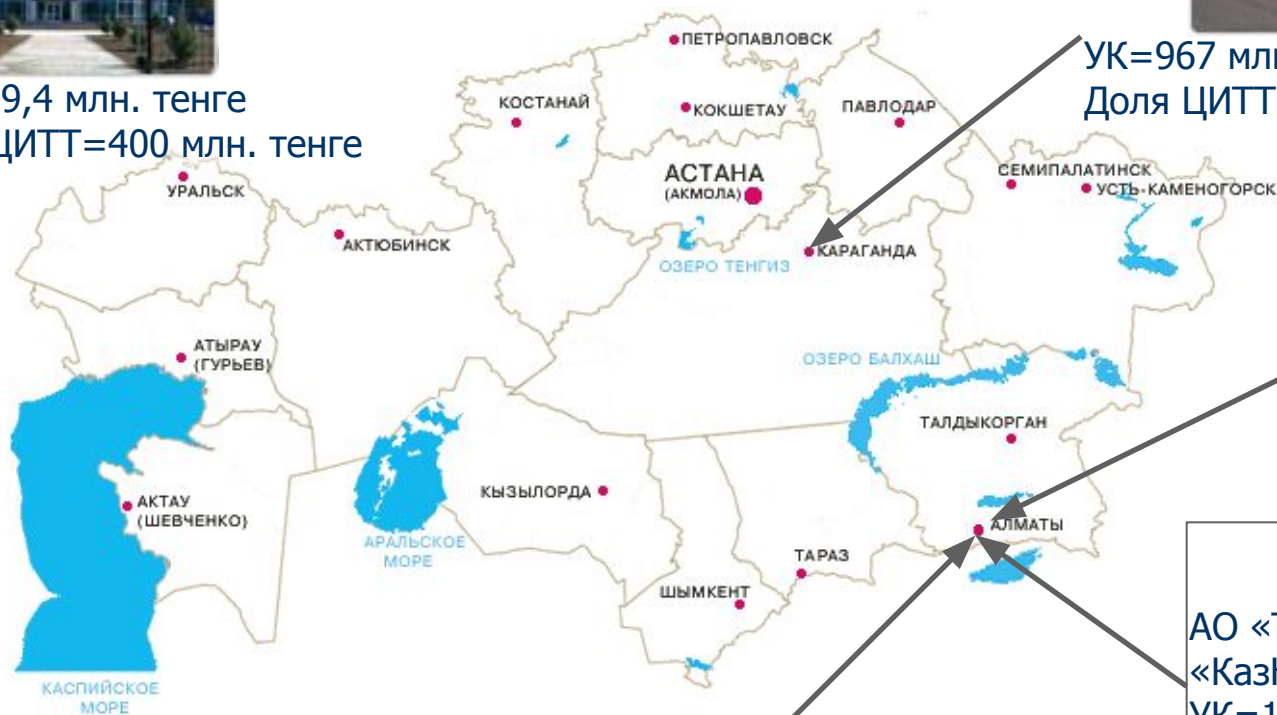 9,4 млн. тенге
ЦИТТ=400 млн. тенге
УК=967 мл
Доля ЦИТТ
ПЕТРОПАВЛОВСК
КОСТАНАЙ
КОКШЕТАУ
ПАВЛОДАР
АСТАНА
(АКМОЛА)
СЕМИПАЛАТИНСК
УСТЬ-КАМЕНОГОРСК
УРАЛЬСК
АКТЮБИНСК
ОЗЕРО ТЕНГИЗ
КАРАГАНДА
АТЫРАУ
(ГУРЬЕВ)
ОЗЕРО БАЛХАШ
ТАЛДЫКОРГАН
АКТАУ
(ШЕВЧЕНКО)
КЫЗЫЛОРДА
АЛМАТЫ
АРАЛЬСКОЕ
МОРЕ
ТАРАЗ
ШЫМКЕНТ
КАСПИЙСКОЕ
МОРЕ
АО «
УК=1